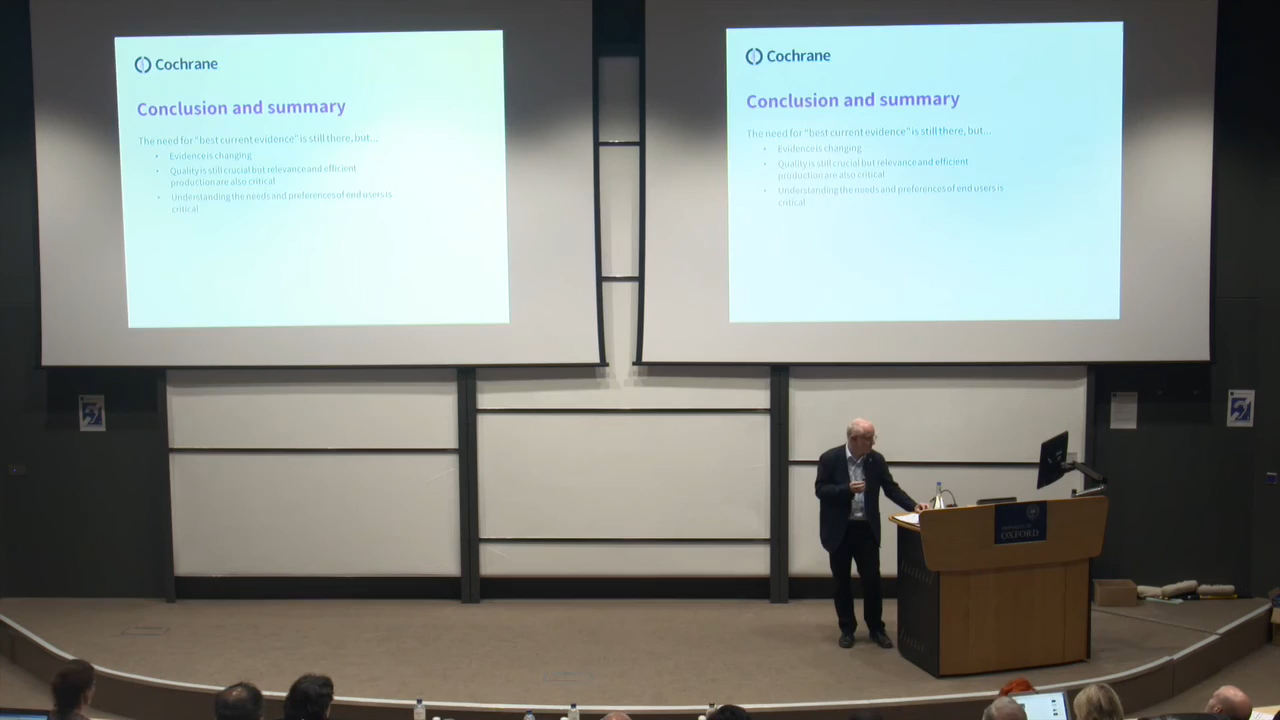 Cochrane
Conclusion and summary
The need for "best current evidence" is still there, but...
• Evidence is changing
• Quality is still crucial but relevance and efficient
production are also critical
• Understanding the needs and preferences of end users is
critical
Cochrane
Conclusion and summary
The need for "best current evidence" is still there, but...
• Evidence is changing
• Quality is still crucial but relevance and efficient
production are also critical
• Understanding the needs and preferences of end users is
critical
UNIVERSITY OF
OXFORD